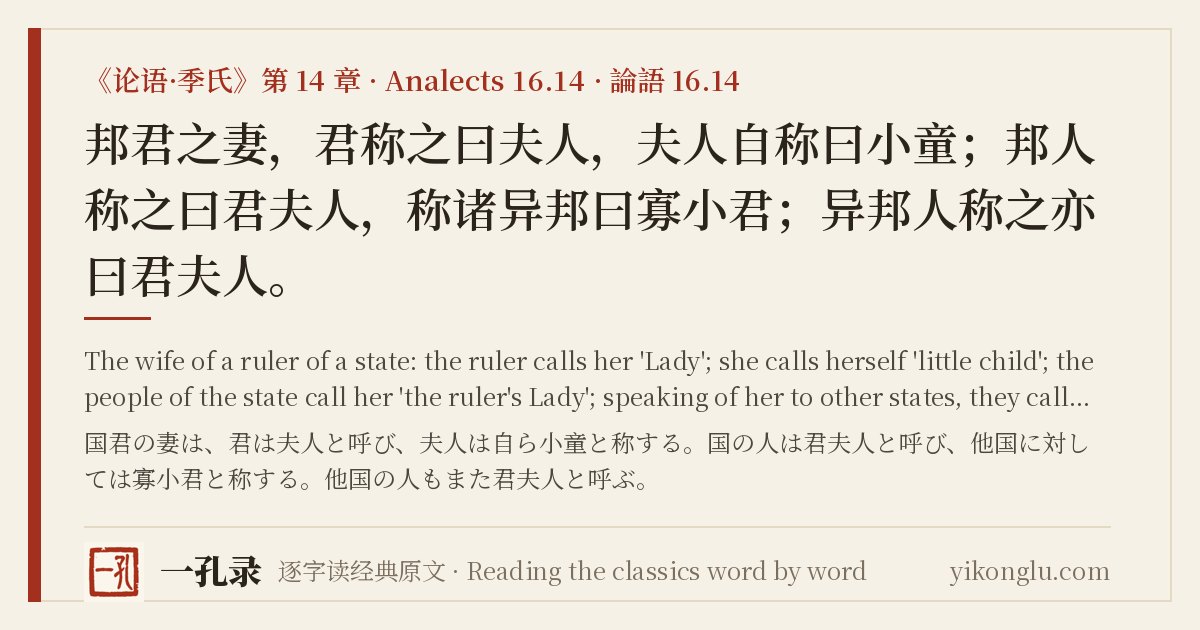 《论语·季氏》第 14 章 · Analects 16.14 · 論語 16.14
邦君之妻，君称之曰夫人，夫人自称曰小童；邦人
称之曰君夫人，称诸异邦曰寡小君；异邦人称之亦
曰君夫人。
The wife of a ruler of a state: the ruler calls her 'Lady'; she calls herself 'little child'; the
people of the state call her 'the ruler's Lady'; speaking of her to other states, they call...
国君の妻は、君は夫人と呼び、夫人は自ら小童と称する。国の人は君夫人と呼び、他国に対し
ては寡小君と称する。他国の人もまた君夫人と呼ぶ。
一孔
一孔录 逐字读经典原文 · Reading the classics word by word yikonglu.com